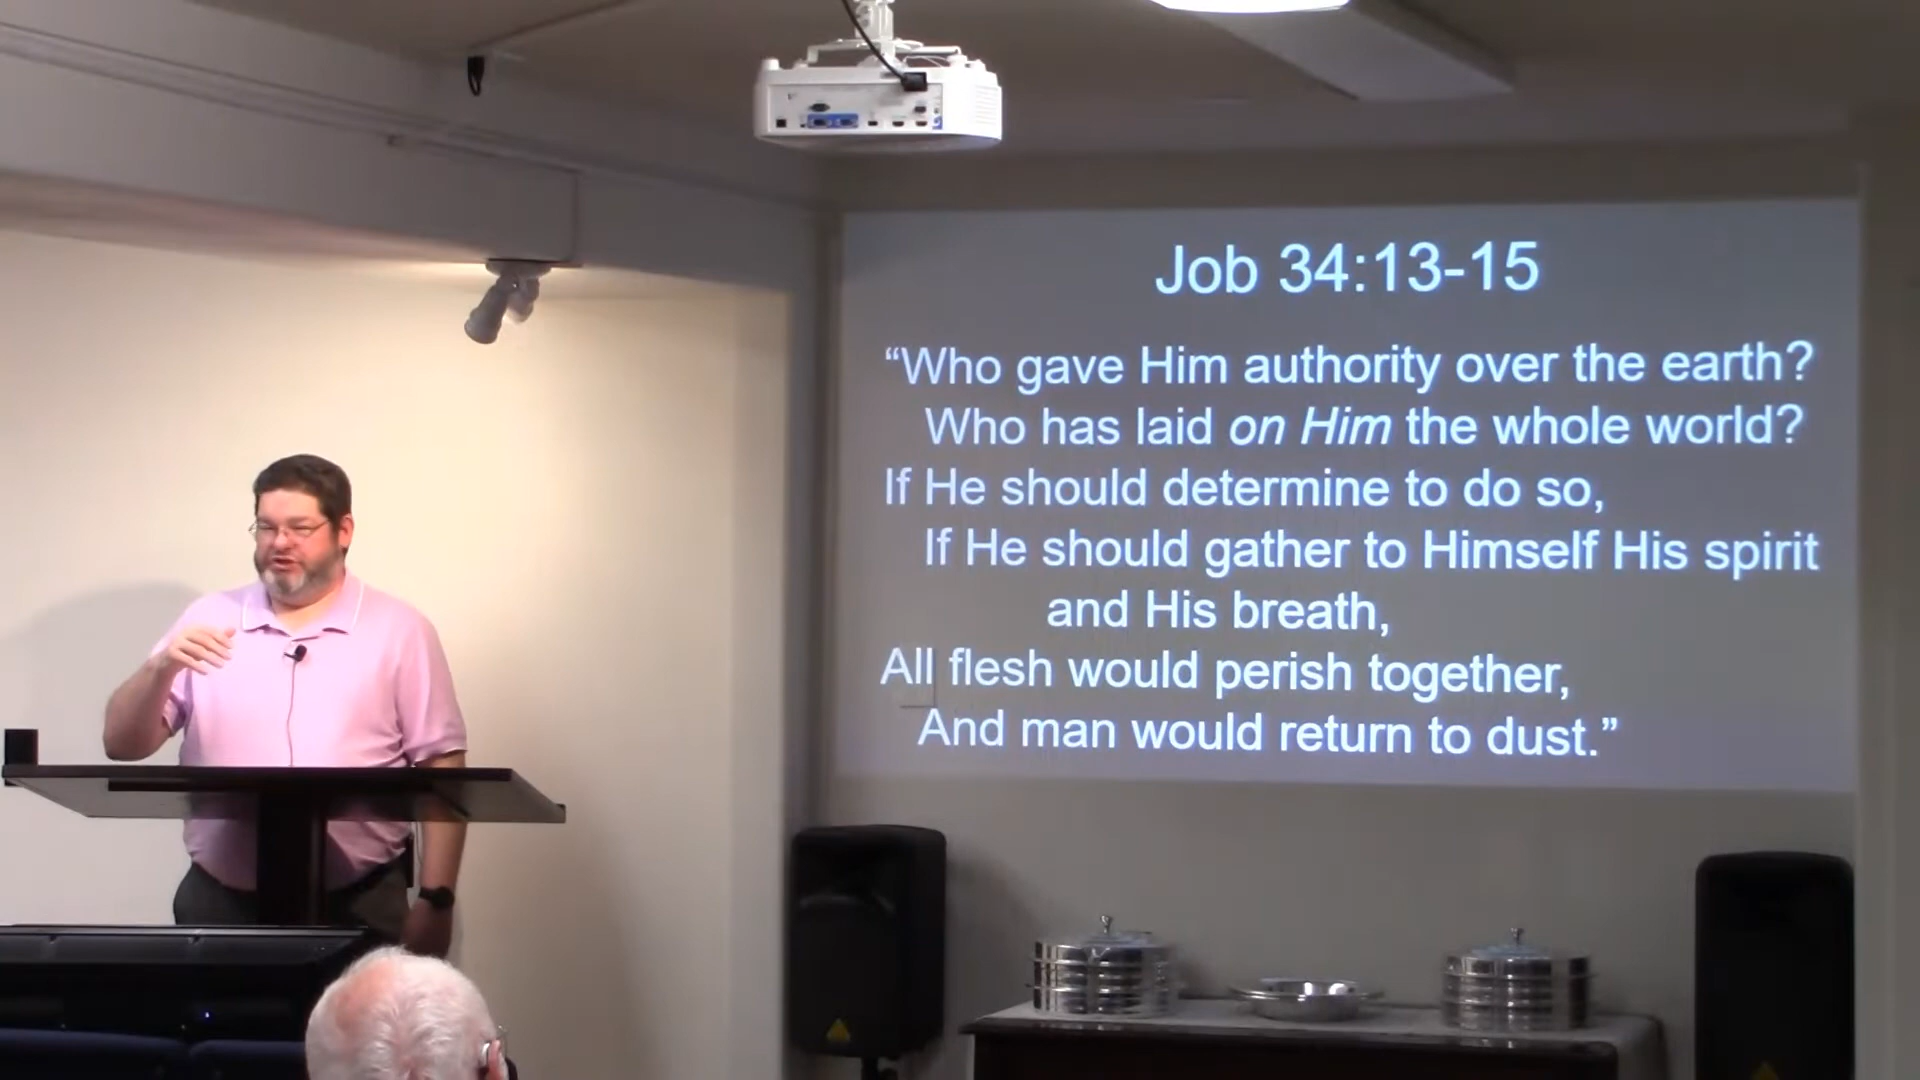 Job 34:13-15
“Who gave Him authority over the earth?
Who has laid on Him the whole world?
If He should determine to do so,
If He should gather to Himself His spirit
and His breath,
All flesh would perish together,
And man would return to dust.”